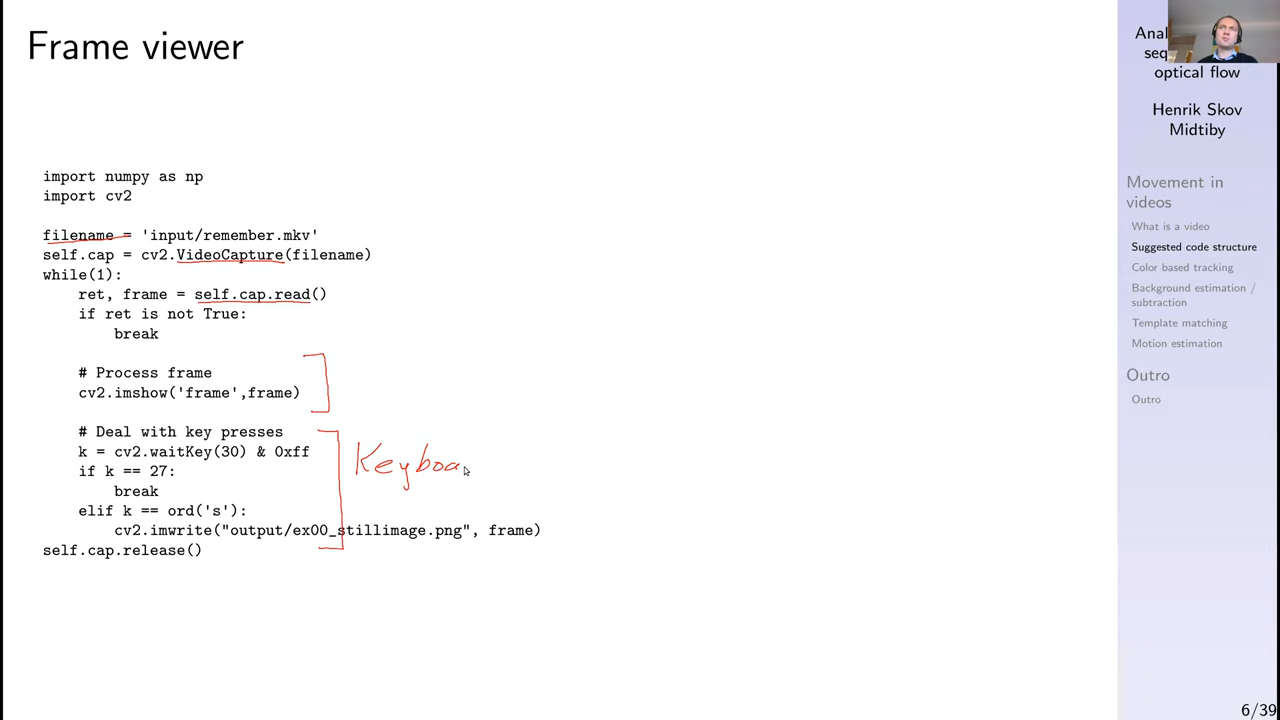 Frame viewer
import numpy as np
import cv2
filename = 'input/remember.mkv'
self.cap = cv2.VideoCapture(filename)
while(1):
ret, frame = self.cap.read()
if ret is not True:
break
# Process frame
cv2.imshow('frame',frame)
# Deal with key presses
k = cv2.waitKey(30) & 0xff
if k == 27:
break
elif k == ord('s'):
cv2.imwrite("output/ex00_stillimage.png", frame)
self.cap.release()
Keyboa
optical flow
Henrik Skov
Midtiby
Movement in
videos
What is a video
Suggested code structure
Color based tracking
Background estimation /
subtraction
Template matching
Motion estimation
Outro
Outro
6/39